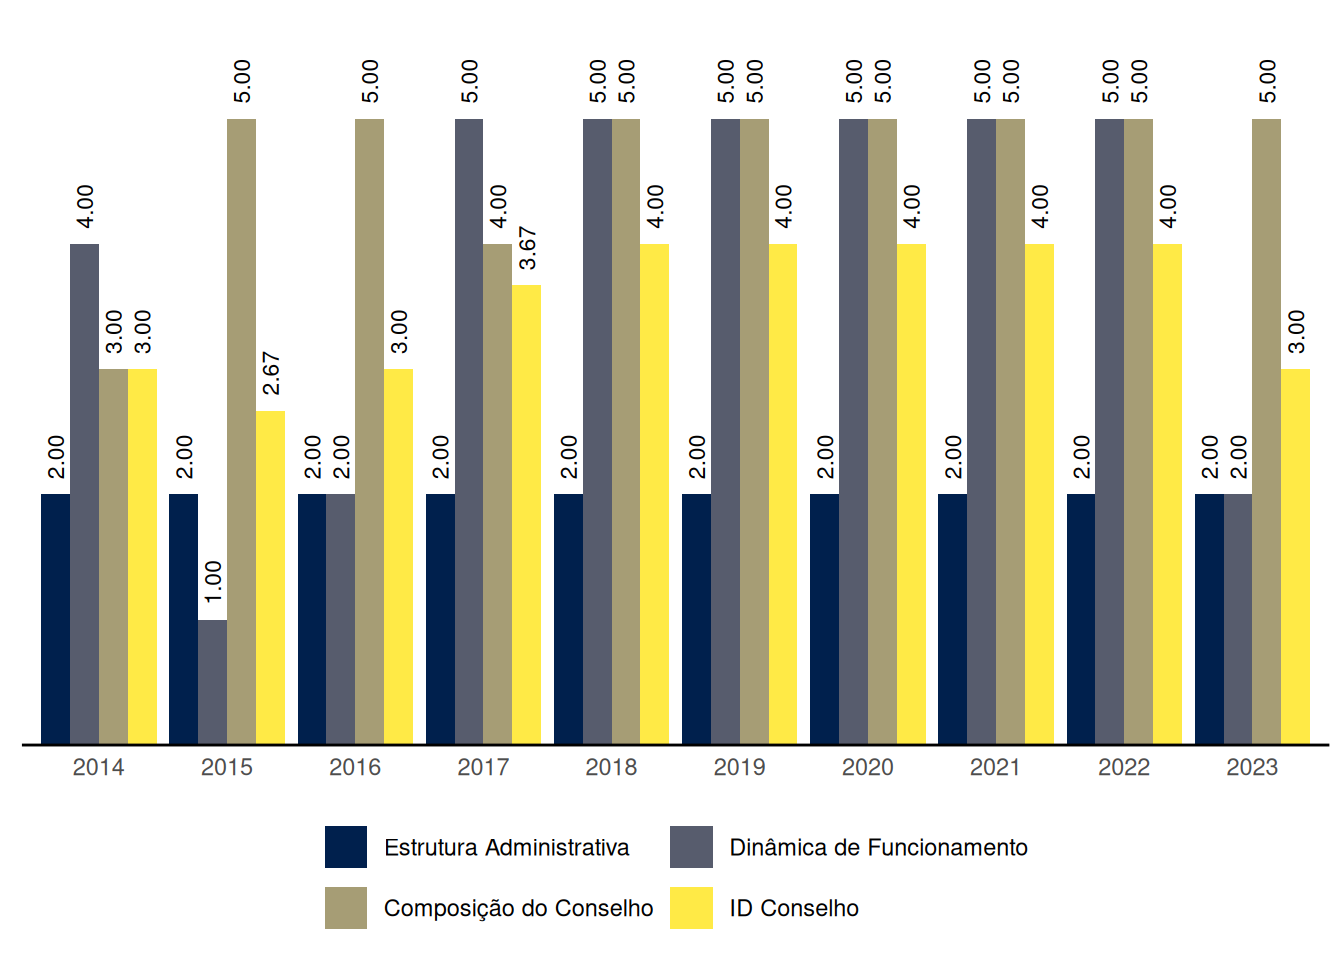 5.00 5.00 5.00 5.00 5.00 5.00 5.00 5.00 5.00 5.00 5.00 5.00 5.00 5.00
4.00 4.00 4.00 4.00 4.00 4.00 4.00
3.67
3.00 3.00 3.00 3.00
2.67
2.00 2.00 2.00 2.00 2.00 2.00 2.00 2.00 2.00 2.00 2.00 2.00
1.00
2014 2015 2016 2017 2018 2019 2020 2021 2022 2023
Estrutura Administrativa Dinâmica de Funcionamento
Composição do Conselho ID Conselho